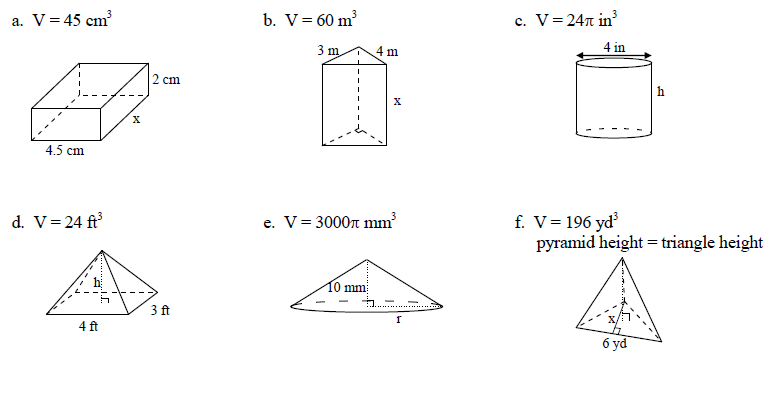 a. V = 45 cm³
b. V = 60 m³
c. V = 24π in³
3 m
4 m
4 in
2 cm
x
x
h
4.5 cm
d. V = 24 ft³
e. V = 3000π mm³
f. V = 196 yd³
pyramid height = triangle height
h
10 mm
3 ft
r
x
4 ft
6 yd